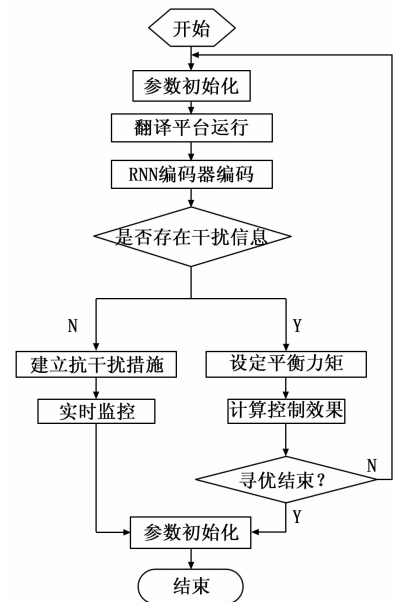 开始
参数初始化
翻译平台运行
RNN编码器编码
是否存在干扰信息
N
Y
建立抗干扰措施
设定平衡力矩
实时监控
计算控制效果
寻优结束？
N
Y
参数初始化
结束